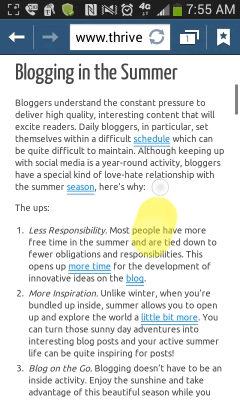 4G 7:55 AM
www.thrive 1
Blogging in the Summer
Bloggers understand the constant pressure to
deliver high quality, interesting content that will
excite readers. Daily bloggers, in particular, set
themselves within a difficult schedule which can
be quite difficult to maintain. Although keeping up
with social media is a year-round activity, bloggers
have a special kind of love-hate relationship with
the summer season, here's why:
The ups:
1. Less Responsibility. Most people have more
free time in the summer and are tied down to
fewer obligations and responsibilities. This
opens up more time for the development of
innovative ideas on the blog.
2. More Inspiration. Unlike winter, when you're
bundled up inside, summer allows you to open
up and explore the world a little bit more. You
can turn those sunny day adventures into
interesting blog posts and your active summer
life can be quite inspiring for posts!
3. Blog on the Go. Blogging doesn't have to be an
inside activity. Enjoy the sunshine and take
advantage of this beautiful season while you